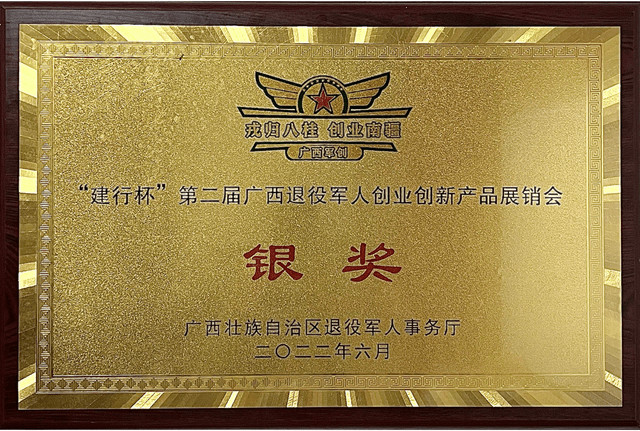 戎归八桂 创业南疆
广西军创
“建行杯”第二届广西退役军人创业创新产品展销会
银奖
广西壮族自治区退役军人事务厅
二〇二二年六月